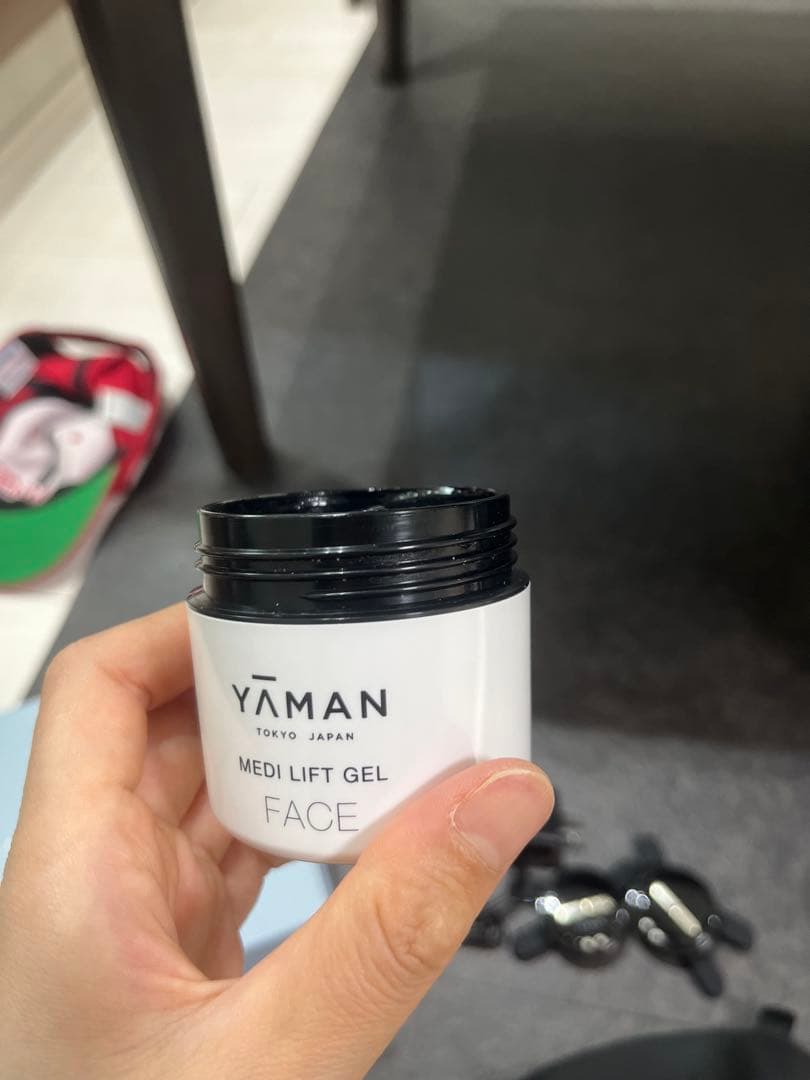 YĀMAN
TOKYO JAPAN
MEDI LIFT GEL
FACE